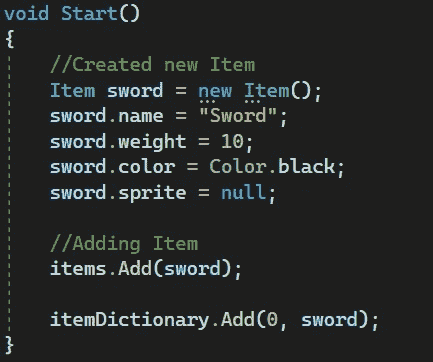 void Start()
{
//Created new Item
Item sword = new Item();
sword.name = "Sword";
sword.weight = 10;
sword.color = Color.black;
sword.sprite = null;
//Adding Item
items.Add(sword);
itemDictionary.Add(0, sword);
}